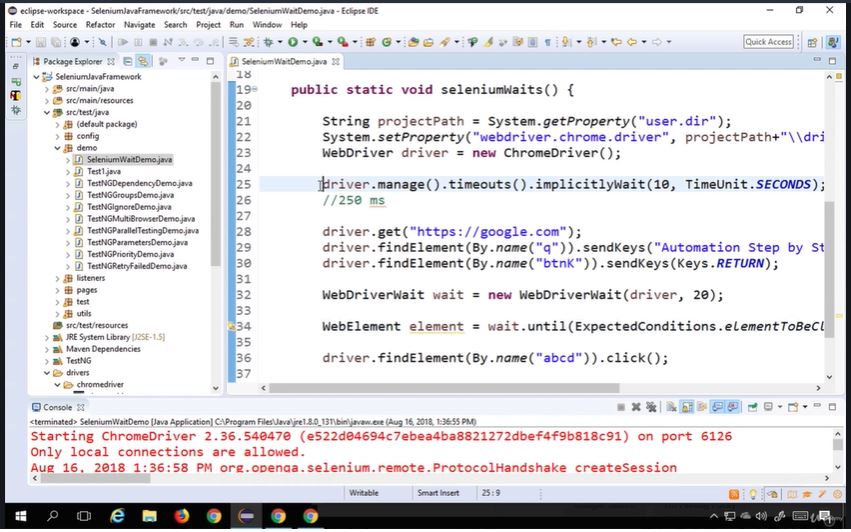 eclipse-workspace - SeleniumJavaFramework/src/test/java/demo/SeleniumWaitDemo.java - Eclipse IDE
File Edit Source Refactor Navigate Search Project Run Window Help
Quick Access
Package Explorer
SeleniumJavaFramework
src/main/java
src/main/resources
src/test/java
(default package)
config
demo
SeleniumWaitDemo.java
Test1.java
TestNGDependencyDemo.java
TestNGGroupsDemo.java
TestNGIgnoreDemo.java
TestNGMultiBrowserDemo.java
TestNGParallelTestingDemo.java
TestNGParametersDemo.java
TestNGPriorityDemo.java
TestNGRetryFailedDemo.java
listeners
pages
test
utils
src/test/resources
JRE System Library [J2SE-1.5]
Maven Dependencies
TestNG
drivers
chromedriver
SeleniumWaitDemo.java
18
19 public static void seleniumWaits() {
20
21 String projectPath = System.getProperty("user.dir");
22 System.setProperty("webdriver.chrome.driver", projectPath+"\\dri
23 WebDriver driver = new ChromeDriver();
24
25 driver.manage().timeouts().implicitlyWait(10, TimeUnit.SECONDS);
26 //250 ms
27
28 driver.get("https://google.com");
29 driver.findElement(By.name("q")).sendKeys("Automation Step by St
30 driver.findElement(By.name("btnK")).sendKeys(Keys.RETURN);
31
32 WebDriverWait wait = new WebDriverWait(driver, 20);
33
34 WebElement element = wait.until(ExpectedConditions.elementToBeCl
35
36 driver.findElement(By.name("abcd")).click();
37
Console
<terminated> SeleniumWaitDemo [Java Application] C:\Program Files\Java\jre1.8.0_131\bin\javaw.exe (Aug 16, 2018, 1:36:55 PM)
Starting ChromeDriver 2.36.540470 (e522d04694c7ebea4ba8821272dbef4f9b818c91) on port 6126
Only local connections are allowed.
Aug 16, 2018 1:36:58 PM org.openqa.selenium.remote.ProtocolHandshake createSession
Writable Smart Insert 25 : 9